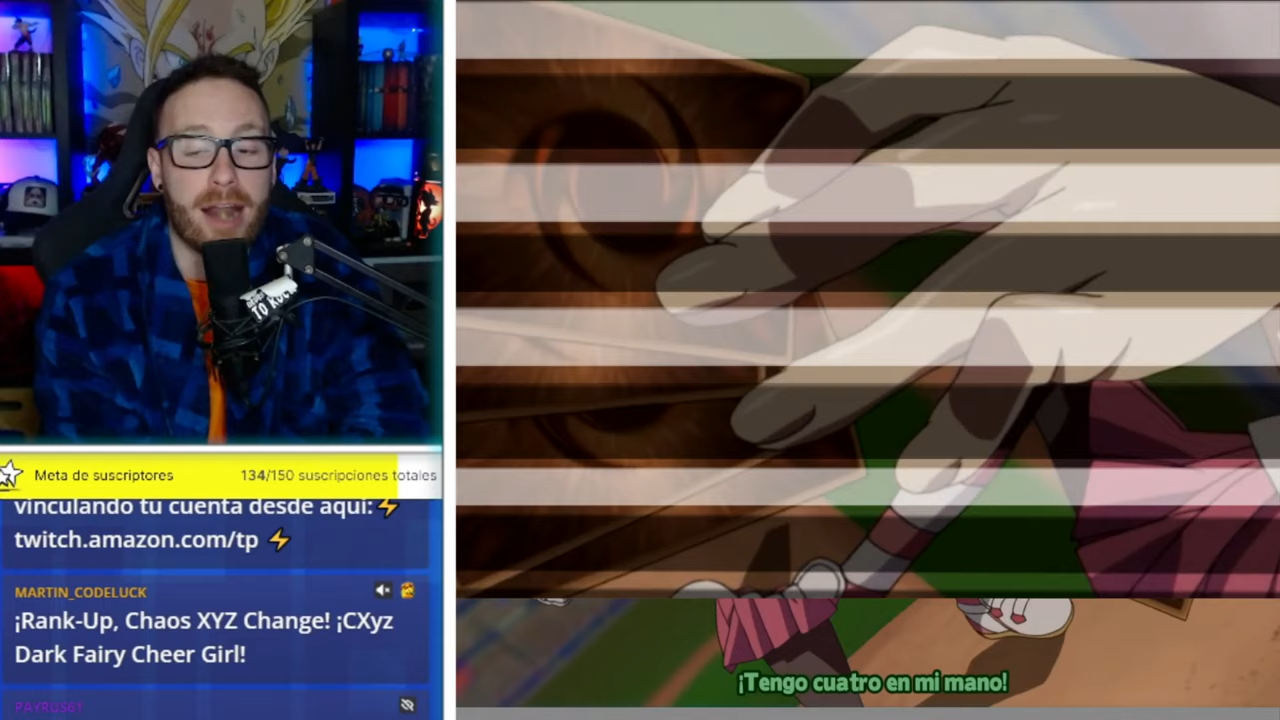 Meta de suscriptores 134/150 suscripciones totales
vinculando tu cuenta desde aquí:⚡
twitch.amazon.com/tp ⚡
MARTIN_CODELUCK
¡Rank-Up, Chaos XYZ Change! ¡CXyz
Dark Fairy Cheer Girl!
PAYRUS61
¡Tengo cuatro en mi mano!